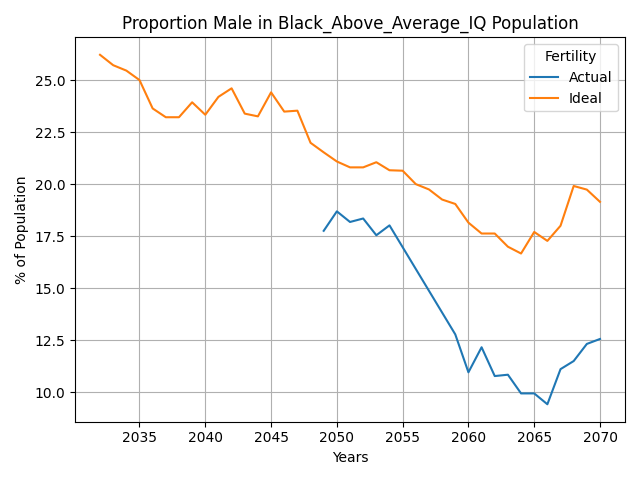 Proportion Male in Black_Above_Average_IQ Population
Fertility
Actual
Ideal
% of Population
25.0
22.5
20.0
17.5
15.0
12.5
10.0
2035 2040 2045 2050 2055 2060 2065 2070
Years